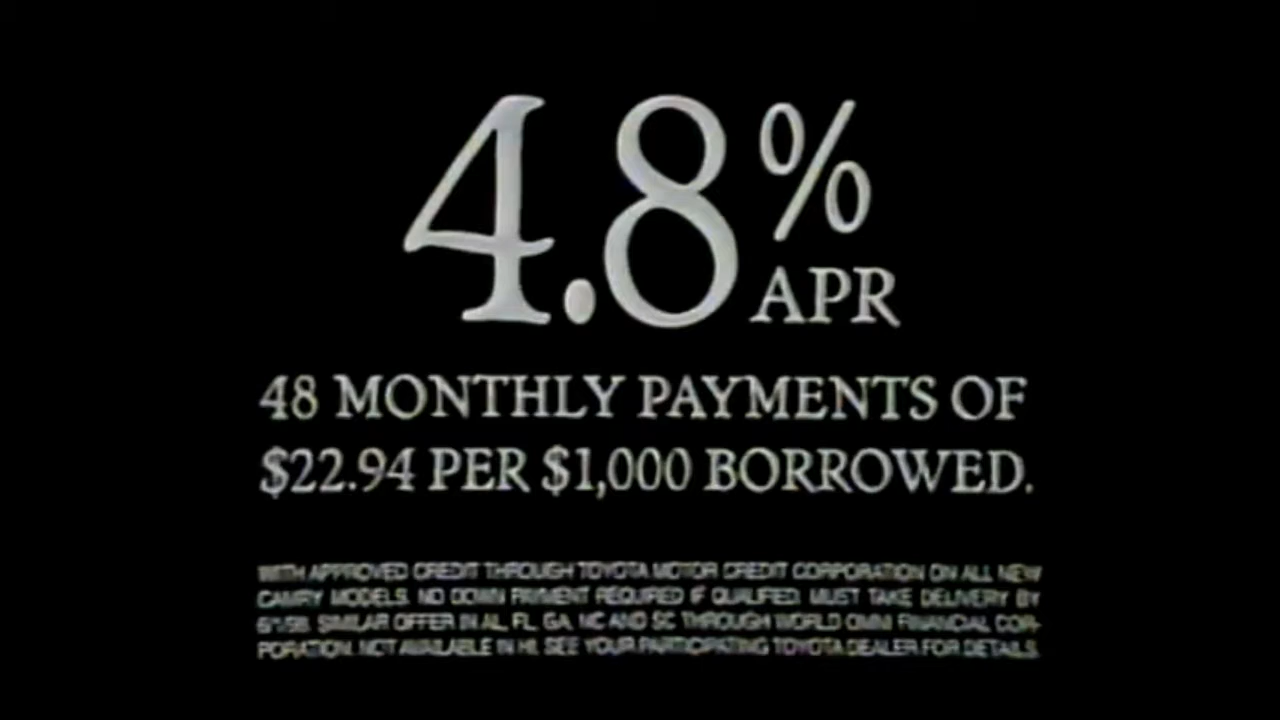 4.8%
APR
48 MONTHLY PAYMENTS OF
$22.94 PER $1,000 BORROWED.
WITH APPROVED CREDIT THROUGH TOYOTA MOTOR CREDIT CORPORATION ON ALL NEW
CAMRY MODELS. NO DOWN PAYMENT REQUIRED IF QUALIFIED. MUST TAKE DELIVERY BY
SIMILAR OFFER IN AL, FL, GA, NC AND SC THROUGH WORLD OMNI FINANCIAL COR-
PORATION. NOT AVAILABLE IN HI. SEE YOUR PARTICIPATING TOYOTA DEALER FOR DETAILS.